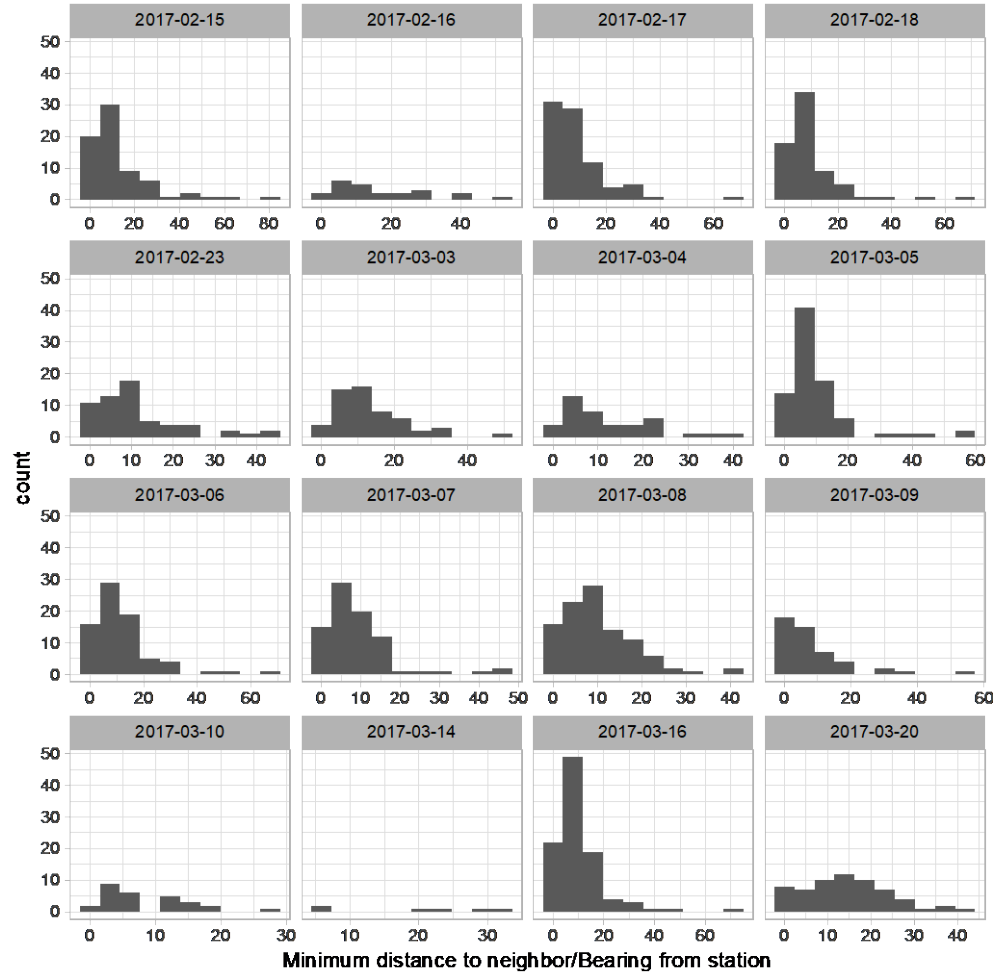 2017-02-15 2017-02-16 2017-02-17 2017-02-18
50
40
30
20
10
0
0 20 40 60 80 0 10 20 30 40 50 0 20 40 60 0 20 40 60
2017-02-23 2017-03-03 2017-03-04 2017-03-05
50
40
30
20
10
0
0 10 20 30 40 0 20 40 0 10 20 30 40 0 20 40 60
count
2017-03-06 2017-03-07 2017-03-08 2017-03-09
50
40
30
20
10
0
0 20 40 60 0 10 20 30 40 50 0 10 20 30 40 0 20 40 60
2017-03-10 2017-03-14 2017-03-16 2017-03-20
50
40
30
20
10
0
0 10 20 30 10 20 30 0 20 40 60 0 10 20 30 40
Minimum distance to neighbor/Bearing from station